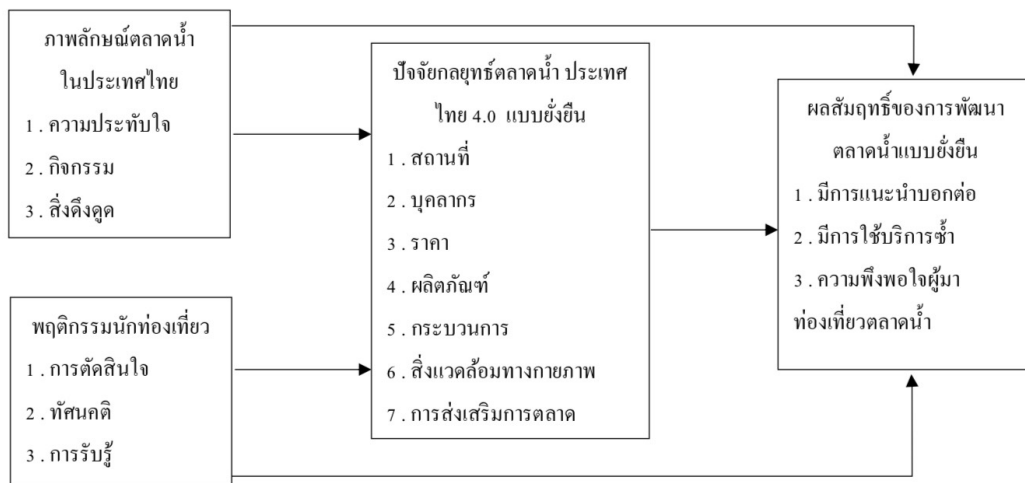 ภาพลักษณ์ตลาดน้ำ
ในประเทศไทย
1 . ความประทับใจ
2 . กิจกรรม
3 . สิ่งดึงดูด
พฤติกรรมนักท่องเที่ยว
1 . การตัดสินใจ
2 . ทัศนคติ
3 . การรับรู้
ปัจจัยกลยุทธ์ตลาดน้ำ ประเทศ
ไทย 4.0 แบบยั่งยืน
1 . สถานที่
2 . บุคลากร
3 . ราคา
4 . ผลิตภัณฑ์
5 . กระบวนการ
6 . สิ่งแวดล้อมทางกายภาพ
7 . การส่งเสริมการตลาด
ผลสัมฤทธิ์ของการพัฒนา
ตลาดน้ำแบบยั่งยืน
1 . มีการแนะนำบอกต่อ
2 . มีการใช้บริการซ้ำ
3 . ความพึงพอใจผู้มา
ท่องเที่ยวตลาดน้ำ